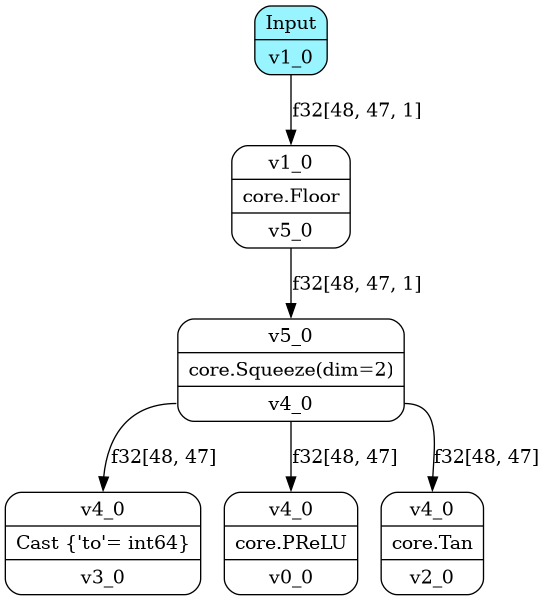 Input
v1_0
f32[48, 47, 1]
v1_0
core.Floor
v5_0
f32[48, 47, 1]
v5_0
core.Squeeze(dim=2)
v4_0
f32[48, 47]
f32[48, 47]
f32[48, 47]
v4_0
Cast {'to'= int64}
v3_0
v4_0
core.PReLU
v0_0
v4_0
core.Tan
v2_0